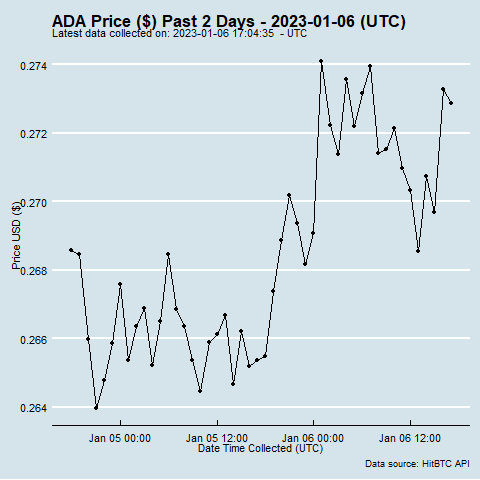 ADA Price ($) Past 2 Days - 2023-01-06 (UTC)
Latest data collected on: 2023-01-06 17:04:35 - UTC
0.274
0.272
0.270
0.268
0.266
0.264
Price USD ($)
Jan 05 00:00 Jan 05 12:00 Jan 06 00:00 Jan 06 12:00
Date Time Collected (UTC)
Data source: HitBTC API